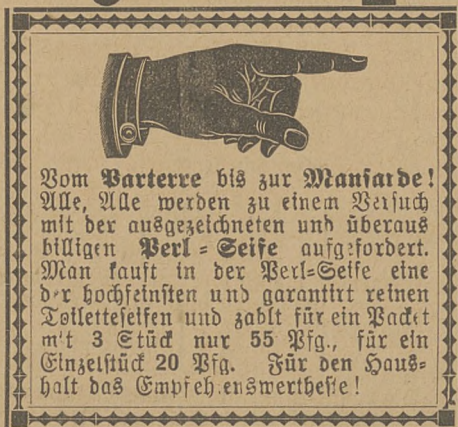 Vom Parterre bis zur Mansarde!
Alle, Alle werden zu einem Versuch
mit der ausgezeichneten und überaus
billigen Perl = Seife aufgefordert.
Man kauft in der Perl=Seife eine
der hochfeinsten und garantirt reinen
Toiletteseifen und zahlt für ein Packet
mit 3 Stück nur 55 Pfg., für ein
Einzelstück 20 Pfg. Für den Haus-
halt das Empfehlenswertheste!